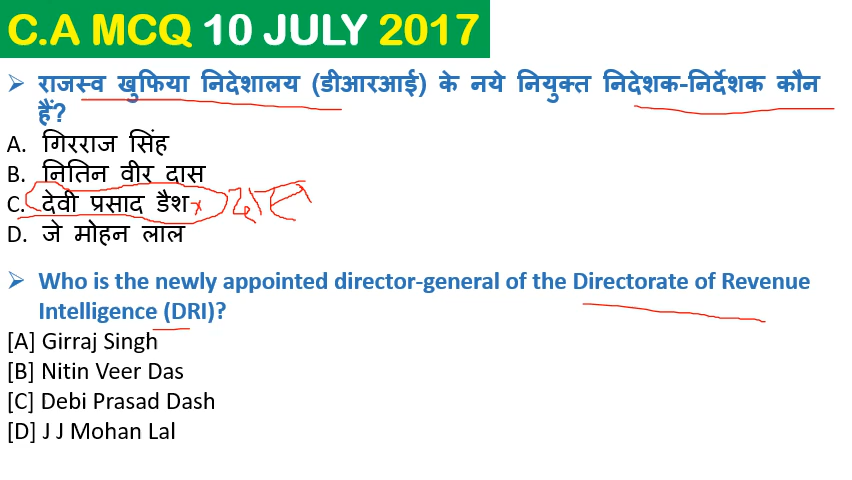 C.A MCQ 10 JULY 2017
➢ राजस्व खुफिया निदेशालय (डीआरआई) के नये नियुक्त निदेशक-निर्देशक कौन
हैं?
A. गिरराज सिंह
B. नितिन वीर दास
C. देवी प्रसाद डैश x दास
D. जे मोहन लाल
➢ Who is the newly appointed director-general of the Directorate of Revenue
Intelligence (DRI)?
[A] Girraj Singh
[B] Nitin Veer Das
[C] Debi Prasad Dash
[D] J J Mohan Lal